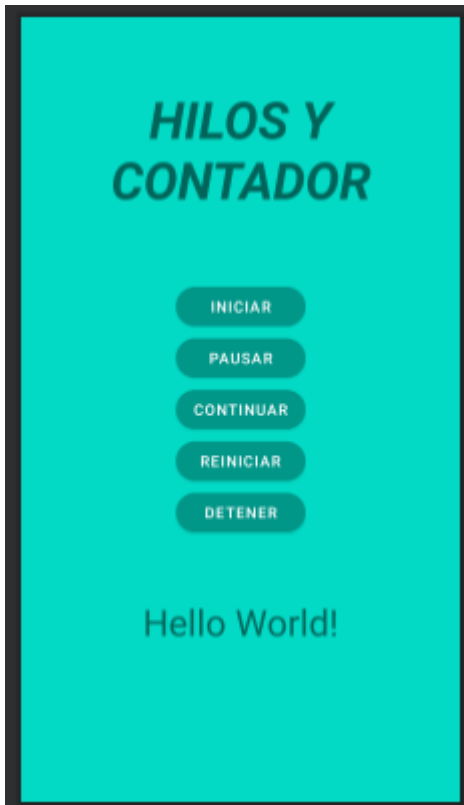 HILOS Y
CONTADOR
INICIAR
PAUSAR
CONTINUAR
REINICIAR
DETENER
Hello World!